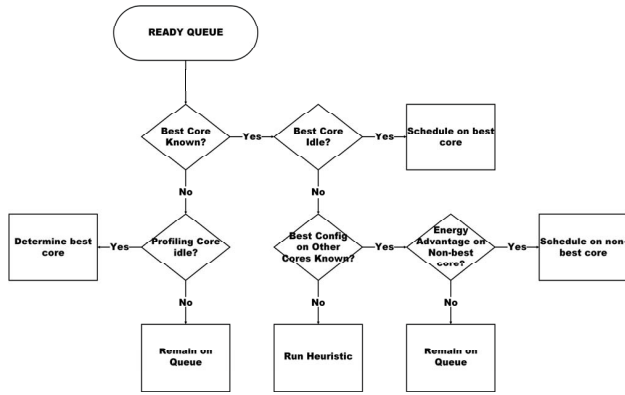 READY QUEUE
Best Core
Known?
Yes
Best Core
Idle?
Yes
Schedule on best
core
No
No
Determine best
core
Yes
Profiling Core
idle?
Best Config
on Other
Cores Known?
Yes
Energy
Advantage on
Non-best
core?
Yes
Schedule on non-
best core
No
No
No
Remain on
Queue
Run Heuristic
Remain on
Queue